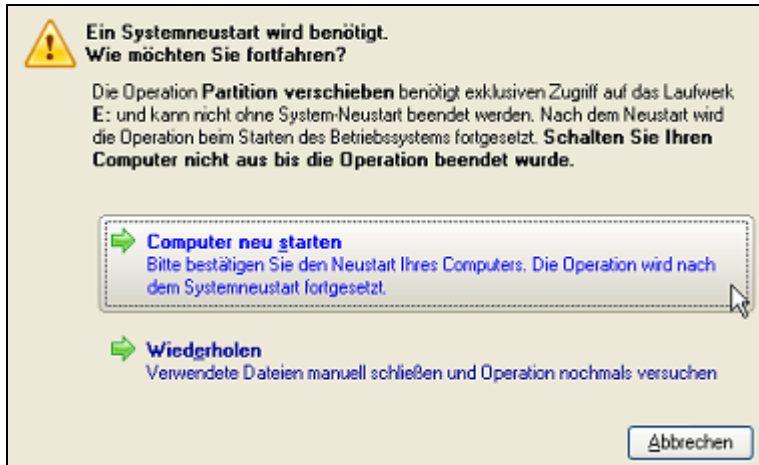 Ein Systemneustart wird benötigt.
Wie möchten Sie fortfahren?
Die Operation Partition verschieben benötigt exklusiven Zugriff auf das Laufwerk
E: und kann nicht ohne System-Neustart beendet werden. Nach dem Neustart wird
die Operation beim Starten des Betriebssystems fortgesetzt. Schalten Sie Ihren
Computer nicht aus bis die Operation beendet wurde.
Computer neu starten
Bitte bestätigen Sie den Neustart Ihres Computers. Die Operation wird nach
dem Systemneustart fortgesetzt.
Wiederholen
Verwendete Dateien manuell schließen und Operation nochmals versuchen
Abbrechen